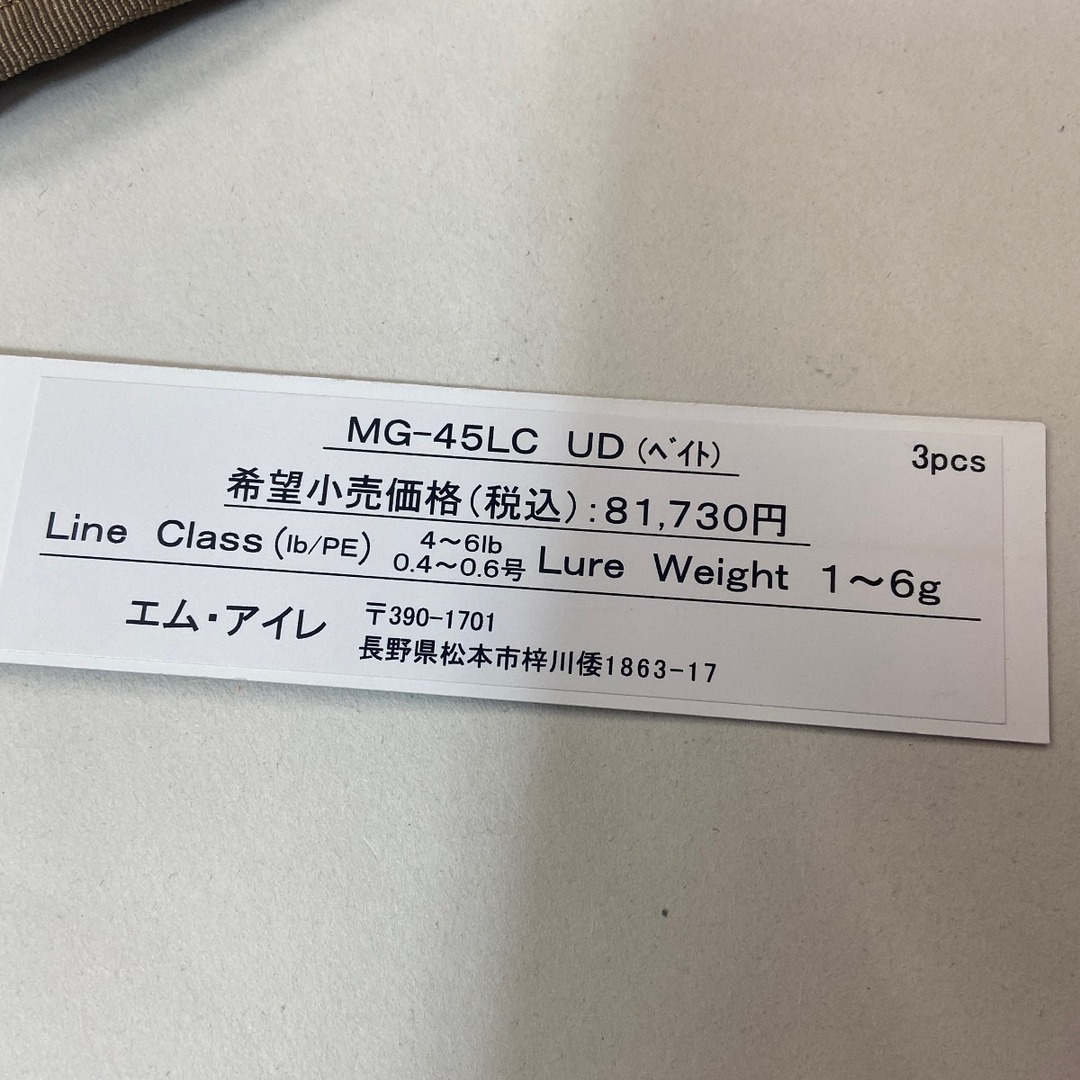 MG-45LC UD (ﾍﾞｲﾄ) 3pcs
希望小売価格(税込):81,730円
Line Class (lb/PE) 4～6lb 0.4～0.6号 Lure Weight 1～6g
エム・アイレ 〒390-1701
長野県松本市梓川倭1863-17